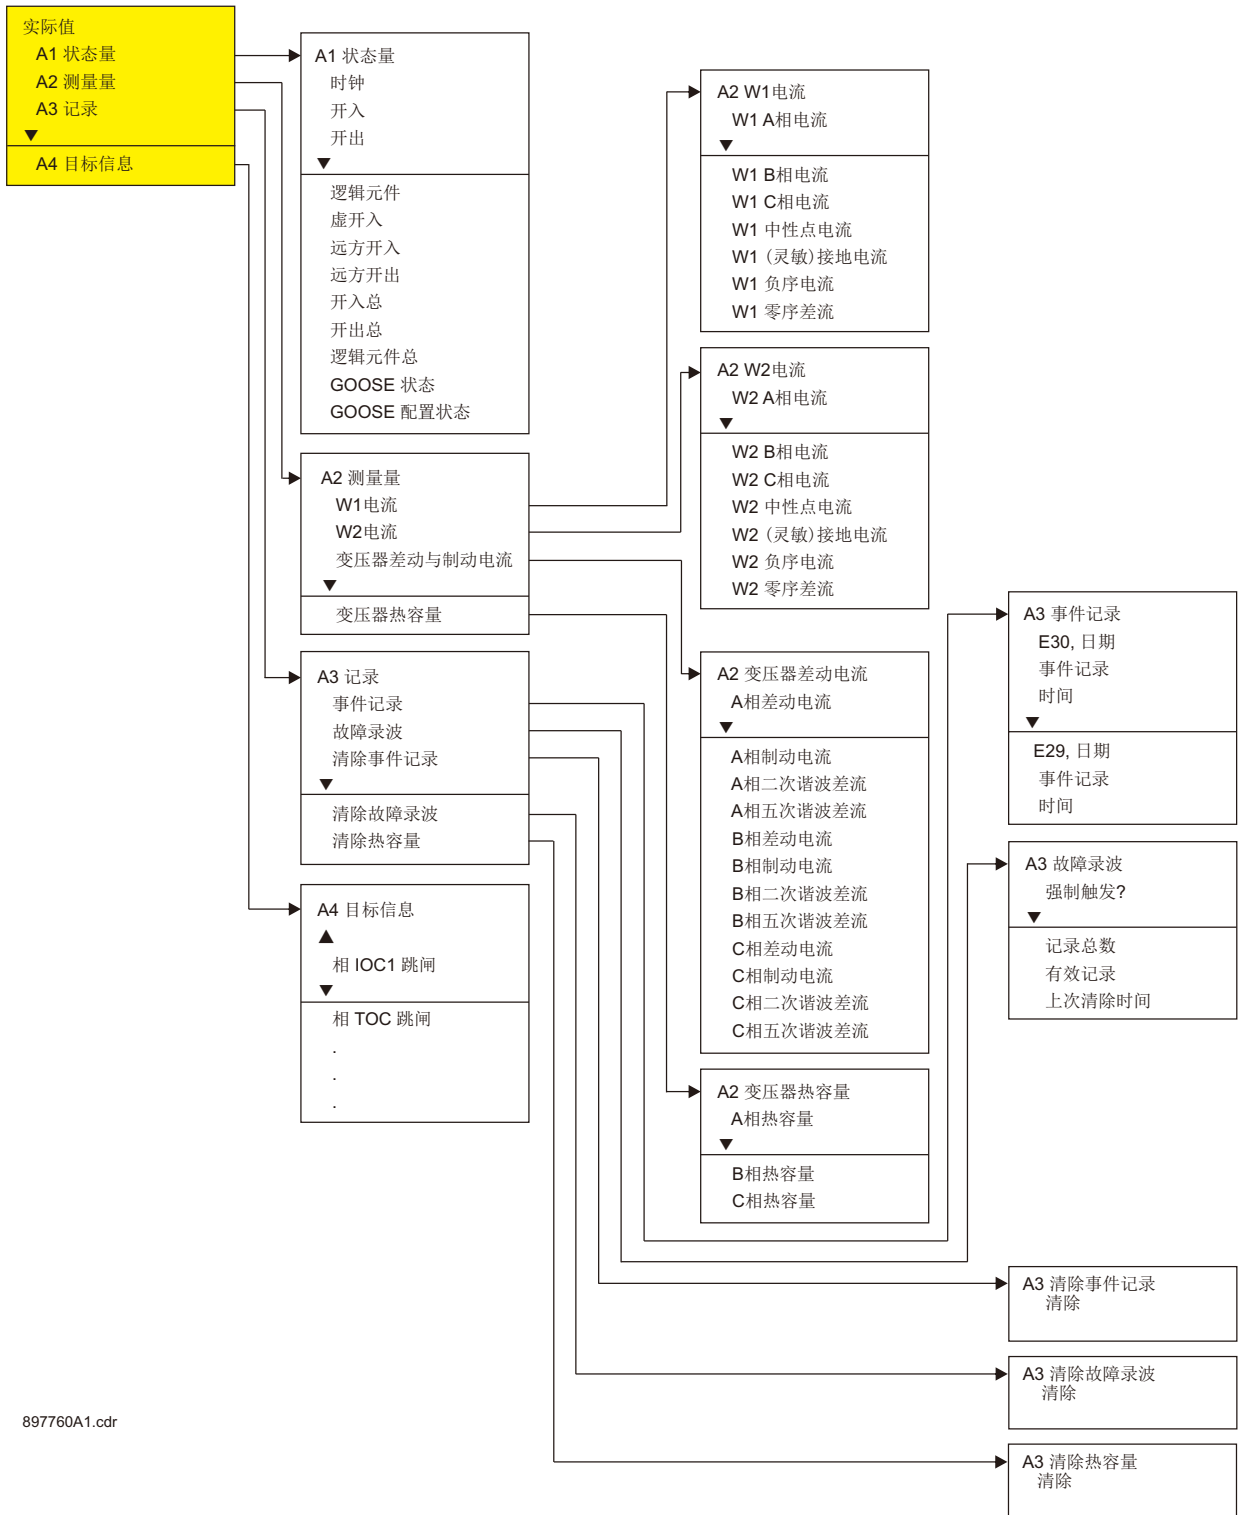 实际值
A1 状态量
A2 测量量
A3 记录
▼
A4 目标信息
A1 状态量
时钟
开入
开出
▼
逻辑元件
虚开入
远方开入
远方开出
开入总
开出总
逻辑元件总
GOOSE 状态
GOOSE 配置状态
A2 测量量
W1电流
W2电流
变压器差动与制动电流
▼
变压器热容量
A3 记录
事件记录
故障录波
清除事件记录
▼
清除故障录波
清除热容量
A4 目标信息
▲
相 IOC1 跳闸
▼
相 TOC 跳闸
.
.
.
A2 W1电流
W1 A相电流
▼
W1 B相电流
W1 C相电流
W1 中性点电流
W1（灵敏）接地电流
W1 负序电流
W1 零序差流
A2 W2电流
W2 A相电流
▼
W2 B相电流
W2 C相电流
W2 中性点电流
W2（灵敏）接地电流
W2 负序电流
W2 零序差流
A2 变压器差动电流
A相差动电流
▼
A相制动电流
A相二次谐波差流
A相五次谐波差流
B相差动电流
B相制动电流
B相二次谐波差流
B相五次谐波差流
C相差动电流
C相制动电流
C相二次谐波差流
C相五次谐波差流
A2 变压器热容量
A相热容量
▼
B相热容量
C相热容量
A3 事件记录
E30, 日期
事件记录
时间
▼
E29, 日期
事件记录
时间
A3 故障录波
强制触发?
▼
记录总数
有效记录
上次清除时间
A3 清除事件记录
清除
A3 清除故障录波
清除
A3 清除热容量
清除
897760A1.cdr